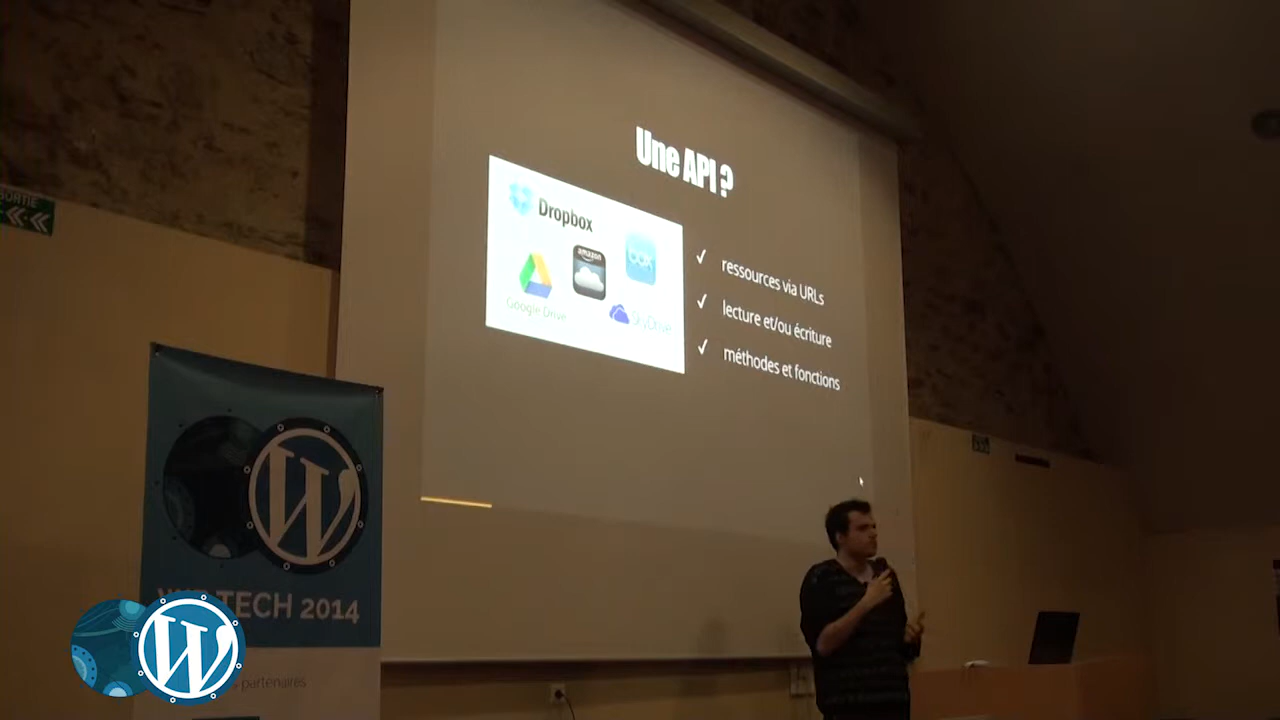 SORTIE
Une API ?
Dropbox
amazon
box
Google Drive
SkyDrive
✓ ressources via URLs
✓ lecture et/ou écriture
✓ méthodes et fonctions
TECH 2014
partenaires